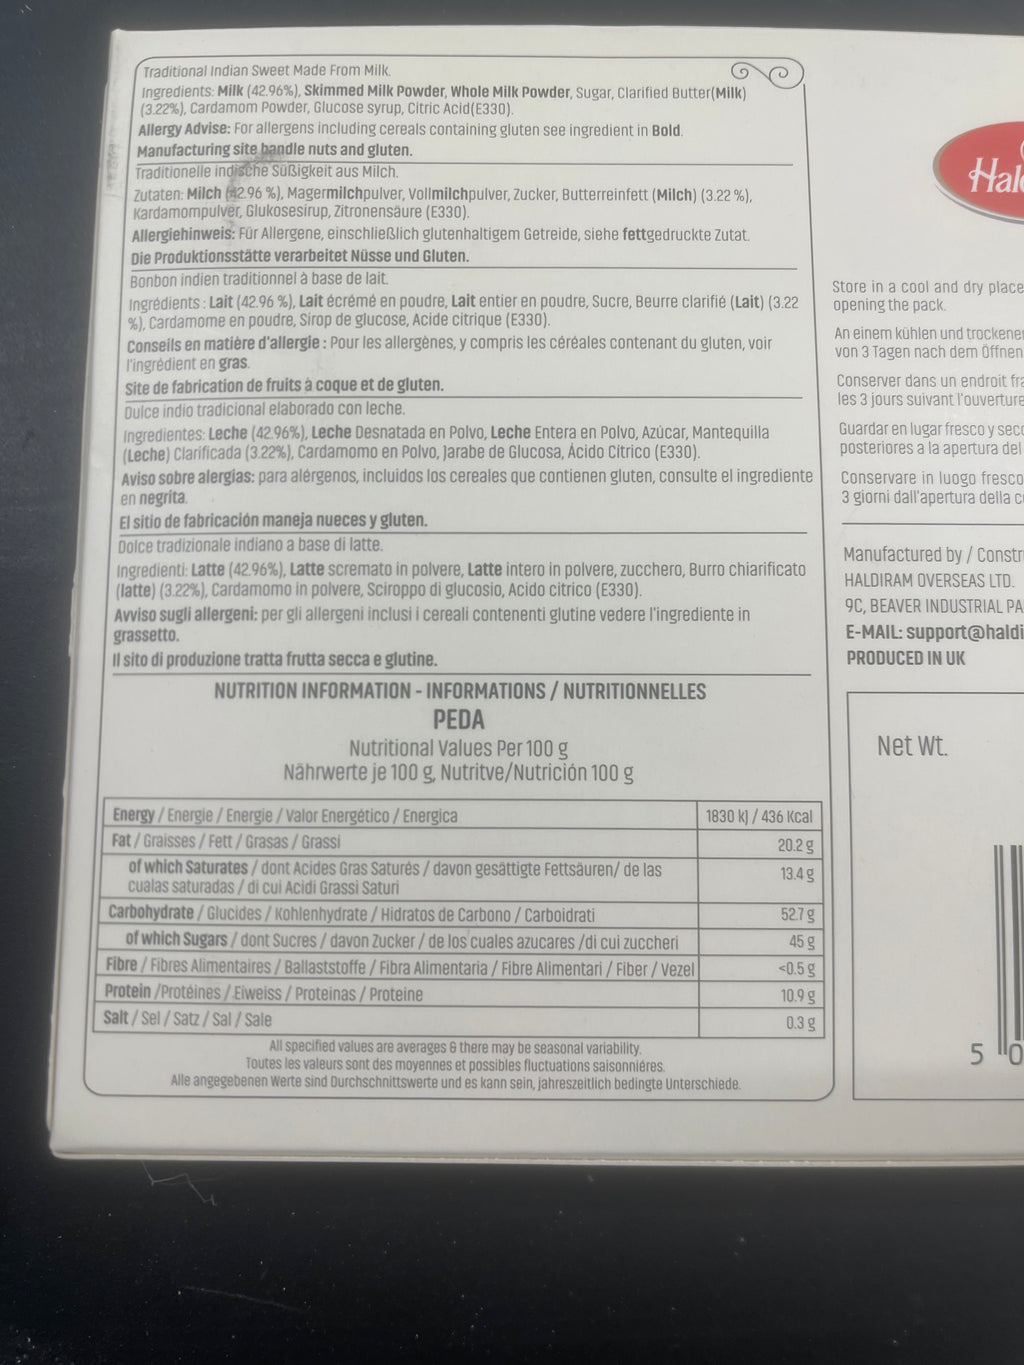 Traditional Indian Sweet Made From Milk.
Ingredients: Milk (42.96%), Skimmed Milk Powder, Whole Milk Powder, Sugar, Clarified Butter(Milk)
(3.22%), Cardamom Powder, Glucose syrup, Citric Acid(E330).
Allergy Advise: For allergens including cereals containing gluten see ingredient in Bold.
Manufacturing site handle nuts and gluten.
Traditionelle indische Süßigkeit aus Milch.
Zutaten: Milch (42.96 %), Magermilchpulver, Vollmilchpulver, Zucker, Butterreinfett (Milch) (3.22 %),
Kardamompulver, Glukosesirup, Zitronensäure (E330).
Allergiehinweis: Für Allergene, einschließlich glutenhaltigem Getreide, siehe fettgedruckte Zutat.
Die Produktionsstätte verarbeitet Nüsse und Gluten.
Bonbon indien traditionnel à base de lait.
Ingrédients : Lait (42.96 %), Lait écrémé en poudre, Lait entier en poudre, Sucre, Beurre clarifié (Lait) (3.22
%), Cardamome en poudre, Sirop de glucose, Acide citrique (E330).
Conseils en matière d'allergie : Pour les allergènes, y compris les céréales contenant du gluten, voir
l'ingrédient en gras.
Site de fabrication de fruits à coque et de gluten.
Dulce indio tradicional elaborado con leche.
Ingredientes: Leche (42.96%), Leche Desnatada en Polvo, Leche Entera en Polvo, Azúcar, Mantequilla
(Leche) Clarificada (3.22%), Cardamomo en Polvo, Jarabe de Glucosa, Ácido Cítrico (E330).
Aviso sobre alergias: para alérgenos, incluidos los cereales que contienen gluten, consulte el ingrediente
en negrita.
El sitio de fabricación maneja nueces y gluten.
Dolce tradizionale indiano a base di latte.
Ingredienti: Latte (42.96%), Latte scremato in polvere, Latte intero in polvere, zucchero, Burro chiarificato
(latte) (3.22%), Cardamomo in polvere, Sciroppo di glucosio, Acido citrico (E330).
Avviso sugli allergeni: per gli allergeni inclusi i cereali contenenti glutine vedere l'ingrediente in
grassetto.
Il sito di produzione tratta frutta secca e glutine.
NUTRITION INFORMATION - INFORMATIONS / NUTRITIONNELLES
PEDA
Nutritional Values Per 100 g
Nährwerte je 100 g, Nutritve/Nutrición 100 g
Energy / Energie / Energie / Valor Energético / Energica 1830 kJ / 436 Kcal
Fat / Graisses / Fett / Grasas / Grassi 20.2 g
of which Saturates / dont Acides Gras Saturés / davon gesättigte Fettsäuren/ de las
cualas saturadas / di cui Acidi Grassi Saturi 13.4 g
Carbohydrate / Glucides / Kohlenhydrate / Hidratos de Carbono / Carboidrati 52.7 g
of which Sugars / dont Sucres / davon Zucker / de los cuales azucares /di cui zuccheri 45 g
Fibre / Fibres Alimentaires / Ballaststoffe / Fibra Alimentaria / Fibre Alimentari / Fiber / Vezel <0.5 g
Protein /Protéines / Eiweiss / Proteinas / Proteine 10.9 g
Salt / Sel / Satz / Sal / Sale 0.3 g
All specified values are averages & there may be seasonal variability.
Toutes les valeurs sont des moyennes et possibles fluctuations saisonniéres.
Alle angegebenen Werte sind Durchschnittswerte und es kann sein, jahreszeitlich bedingte Unterschiede.
Hal
Store in a cool and dry place
opening the pack.
An einem kühlen und trockenen
von 3 Tagen nach dem Öffnen
Conserver dans un endroit fra
les 3 jours suivant l'ouverture
Guardar en lugar fresco y seco
posteriores a la apertura del
Conservare in luogo fresco
3 giorni dall'apertura della c
Manufactured by / Constr
HALDIRAM OVERSEAS LTD.
9C, BEAVER INDUSTRIAL PA
E-MAIL: support@haldi
PRODUCED IN UK
Net Wt.
5 0